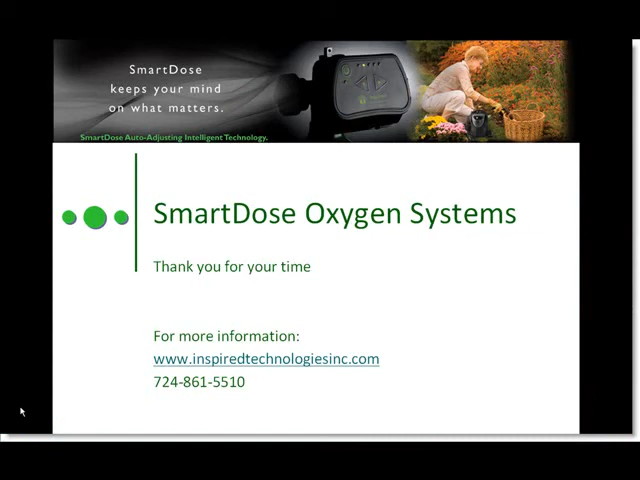 SmartDose
keeps your mind
on what matters.
SmartDose Auto-Adjusting Intelligent Technology.
SmartDose Oxygen Systems
Thank you for your time
For more information:
www.inspiredtechnologiesinc.com
724-861-5510